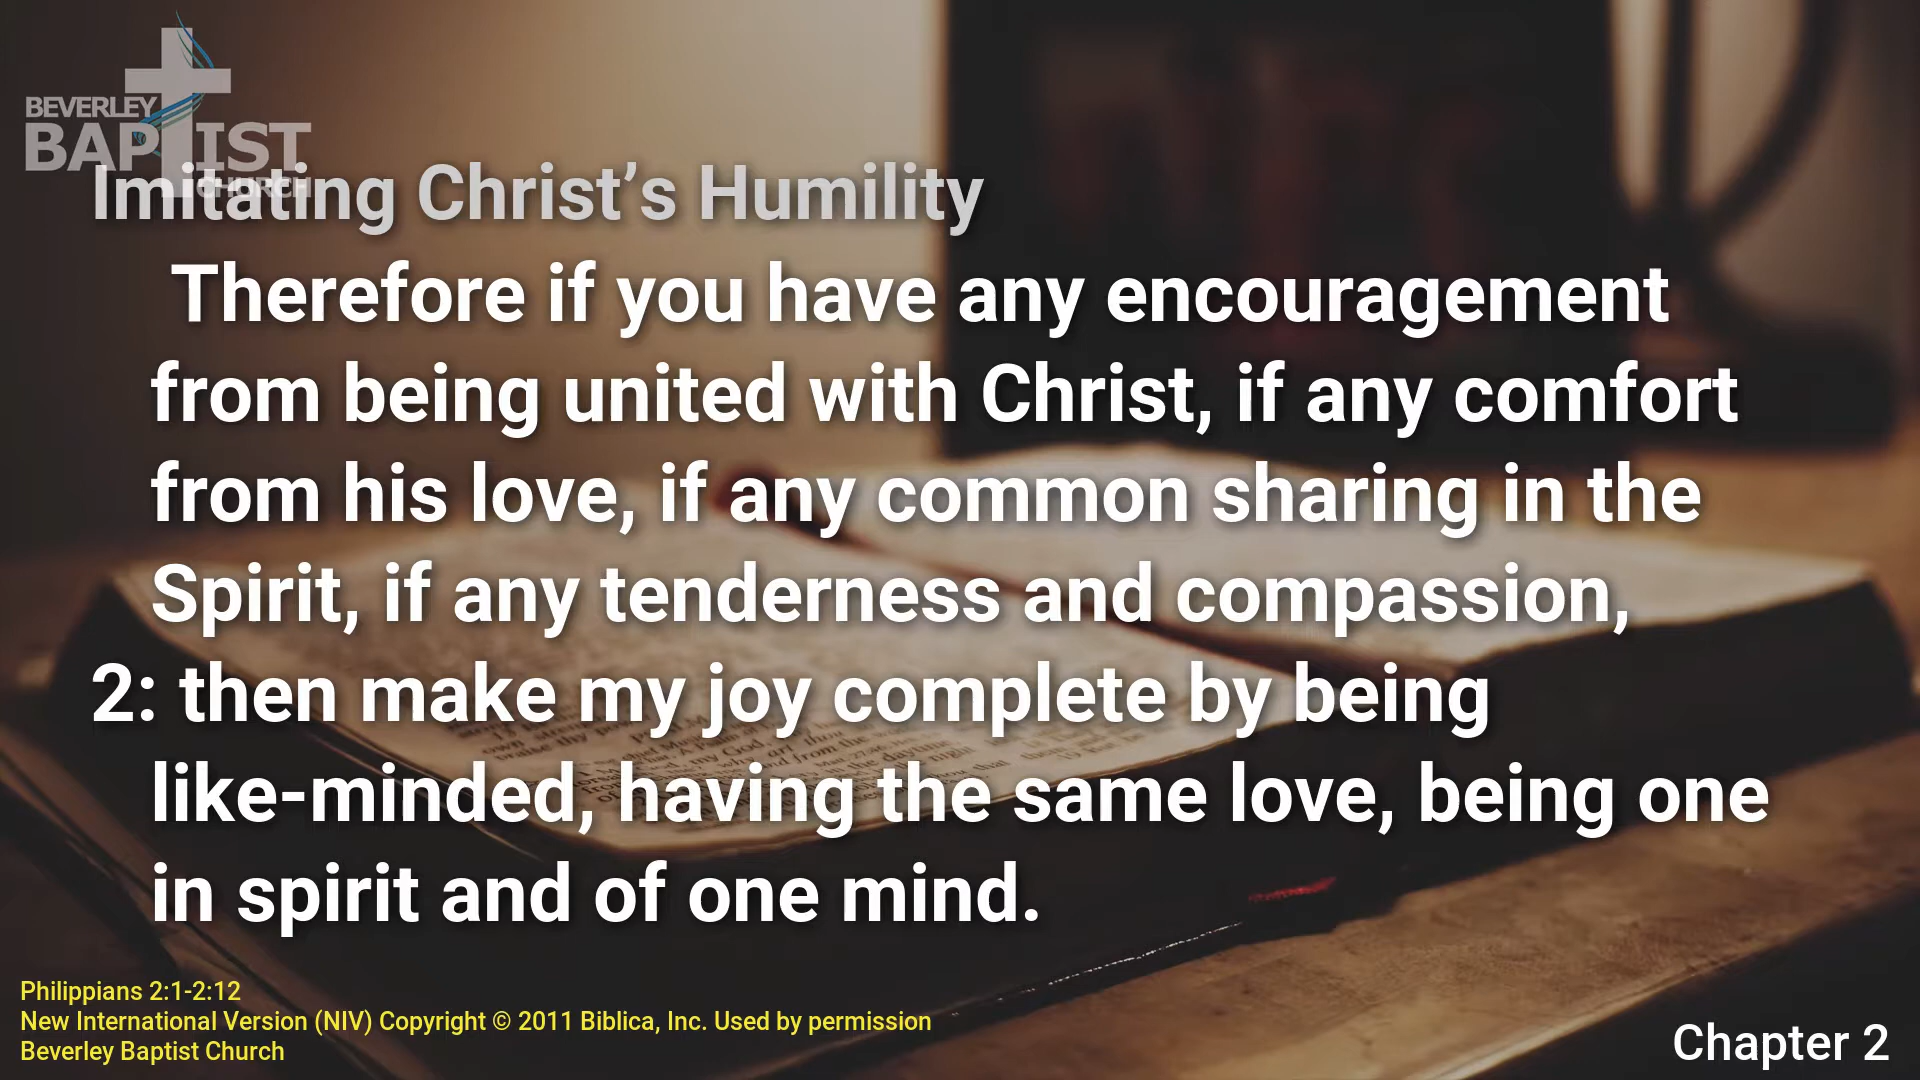 BEVERLEY
BAPTIST
CHURCH
Imitating Christ’s Humility
Therefore if you have any encouragement
from being united with Christ, if any comfort
from his love, if any common sharing in the
Spirit, if any tenderness and compassion,
2: then make my joy complete by being
like-minded, having the same love, being one
in spirit and of one mind.
Philippians 2:1-2:12
New International Version (NIV) Copyright © 2011 Biblica, Inc. Used by permission
Beverley Baptist Church
Chapter 2